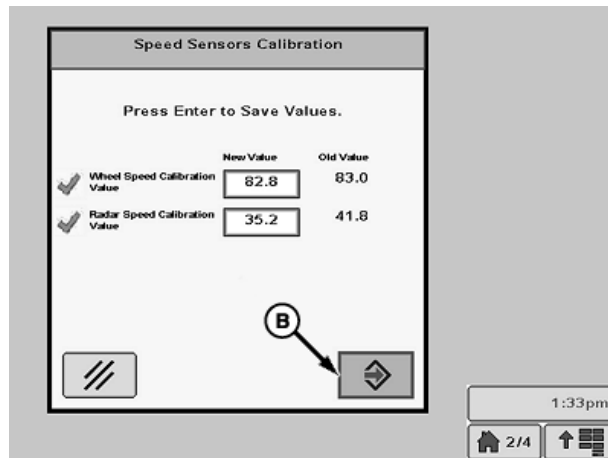 Speed Sensors Calibration
Press Enter to Save Values.
New Value Old Value
Wheel Speed Calibration Value 82.8 83.0
Radar Speed Calibration Value 35.2 41.8
B
1:33pm
2/4